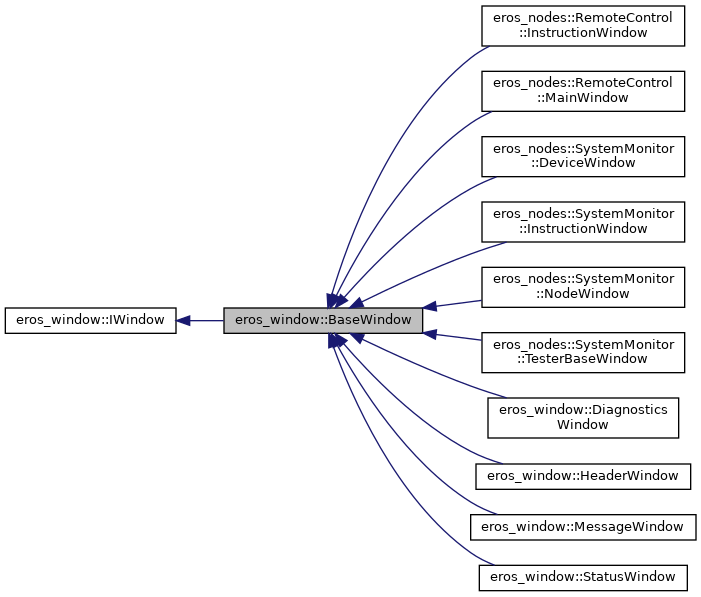 eros_nodes::RemoteControl
::InstructionWindow
eros_nodes::RemoteControl
::MainWindow
eros_nodes::SystemMonitor
::DeviceWindow
eros_nodes::SystemMonitor
::InstructionWindow
eros_nodes::SystemMonitor
::NodeWindow
eros_window::IWindow
eros_window::BaseWindow
eros_nodes::SystemMonitor
::TesterBaseWindow
eros_window::Diagnostics
Window
eros_window::HeaderWindow
eros_window::MessageWindow
eros_window::StatusWindow